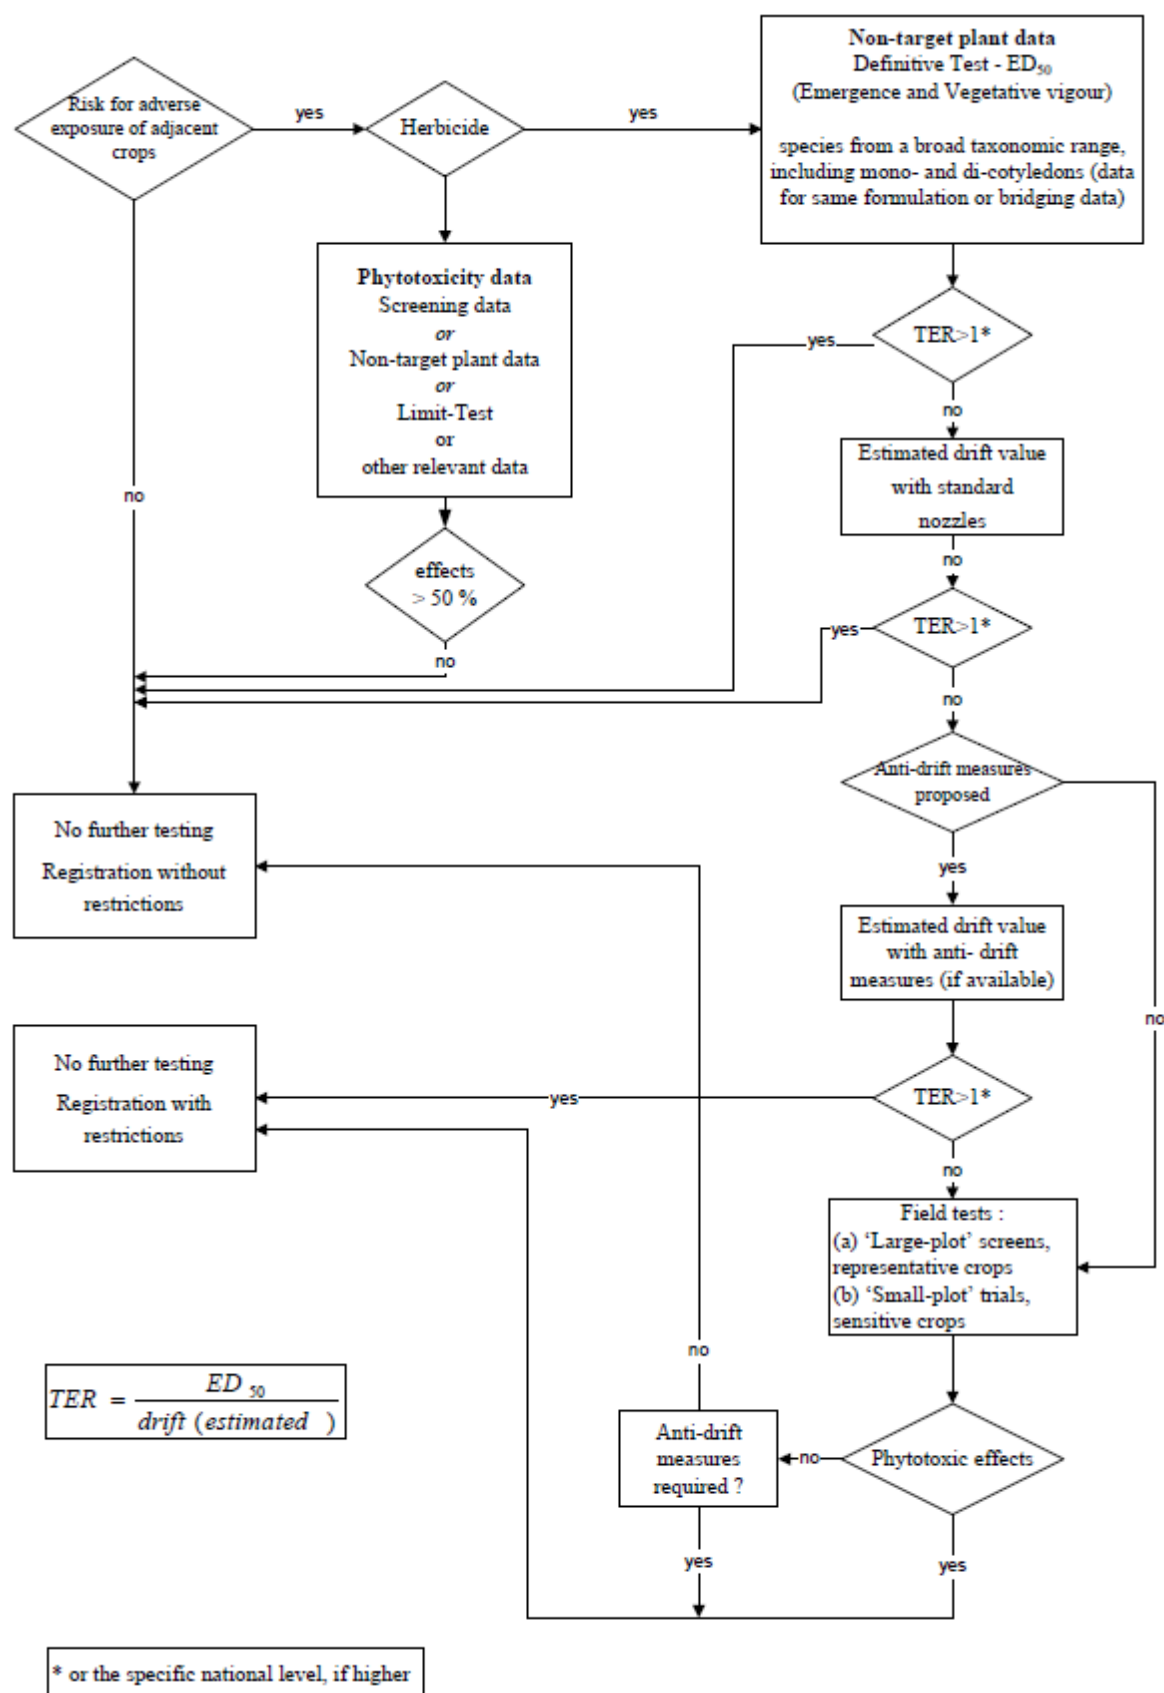 Risk for adverse
exposure of adjacent
crops
yes
Herbicide
yes
Non-target plant data
Definitive Test - ED50
(Emergence and Vegetative vigour)
species from a broad taxonomic range,
including mono- and di-cotyledons (data
for same formulation or bridging data)
Phytotoxicity data
Screening data
or
Non-target plant data
or
Limit-Test
or
other relevant data
TER>1*
yes
no
Estimated drift value
with standard
nozzles
no
no
effects
> 50 %
no
TER>1*
yes
no
Anti-drift measures
proposed
yes
no
No further testing
Registration without
restrictions
Estimated drift value
with anti- drift
measures (if available)
No further testing
Registration with
restrictions
yes
TER>1*
no
Field tests :
(a) ‘Large-plot’ screens,
representative crops
(b) ‘Small-plot’ trials,
sensitive crops
no
TER = ED 50
drift (estimated )
Anti-drift
measures
required ?
no
Phytotoxic effects
yes
yes
* or the specific national level, if higher